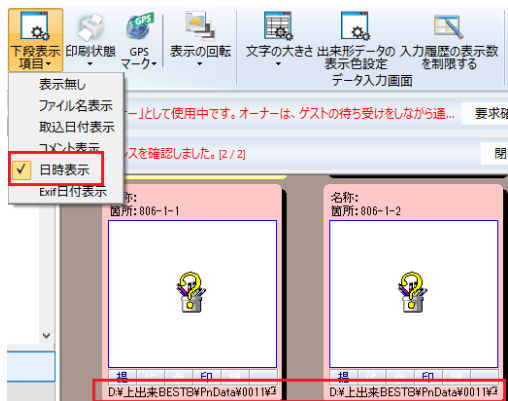 下段表示
項目
印刷状態
GPS
GPS
マーク
表示の回転
文字の大きさ
出来形データの
表示色設定
入力履歴の表示数
を制限する
データ入力画面
表示無し
ファイル名表示
取込日付表示
コメント表示
日時表示
Exif日付表示
ー」として使用中です。オーナーは、ゲストの待ち受けをしながら通...
要求確
スを確認しました。[2 / 2]
閉
称:
箇所:806-1-1
名称:
箇所:806-1-2
提
印
提
印
D:¥上出来BEST8¥PnData¥0011¥
D:¥上出来BEST8¥PnData¥0011¥